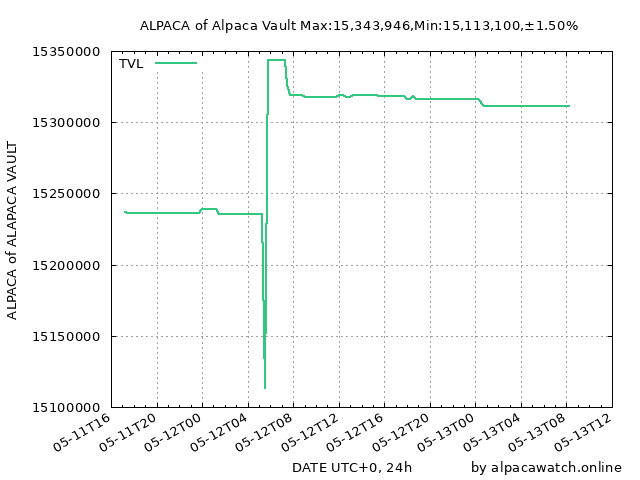 ALPACA of Alpaca Vault Max:15,343,946,Min:15,113,100,±1.50%
TVL
15350000
15300000
15250000
15200000
15150000
15100000
ALPACA of ALAPACA VAULT
05-11T16
05-11T20
05-12T00
05-12T04
05-12T08
05-12T12
05-12T16
05-12T20
05-13T00
05-13T04
05-13T08
05-13T12
DATE UTC+0, 24h
by alpacawatch.online